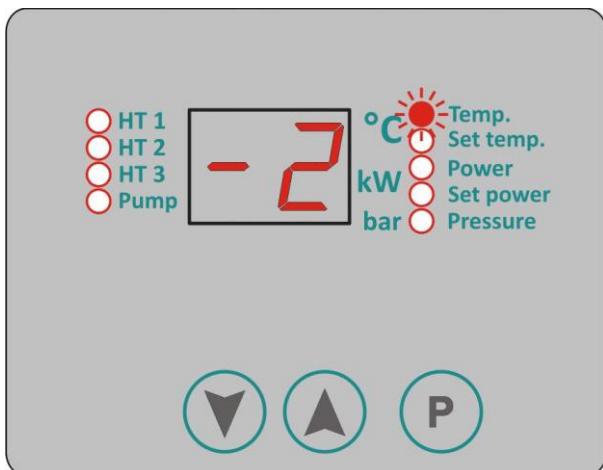 HT 1
HT 2
HT 3
Pump
-2
°C
kW
bar
Temp.
Set temp.
Power
Set power
Pressure
P